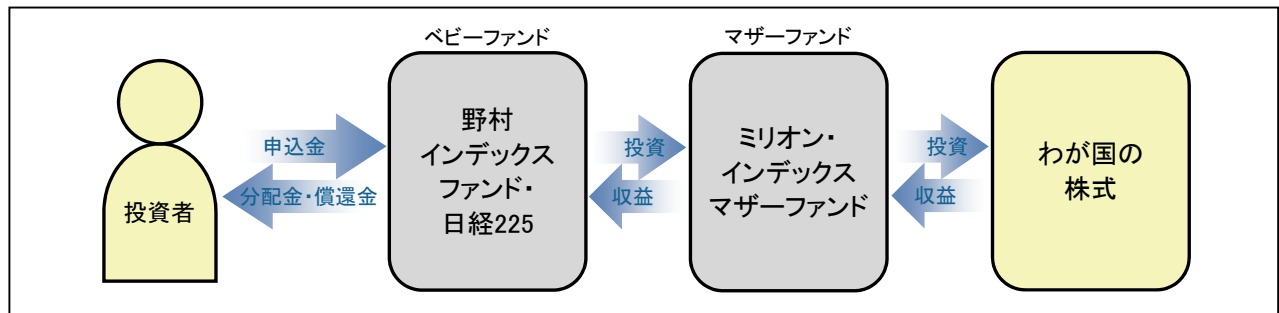 ベビーファンド
マザーファンド
投資者
申込金
分配金・償還金
野村
インデックス
ファンド・
日経225
投資
収益
ミリオン・
インデックス
マザーファンド
投資
収益
わが国の
株式